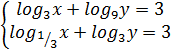 log₃x + log₉y = 3
log₁/₃x + log₃y = 3